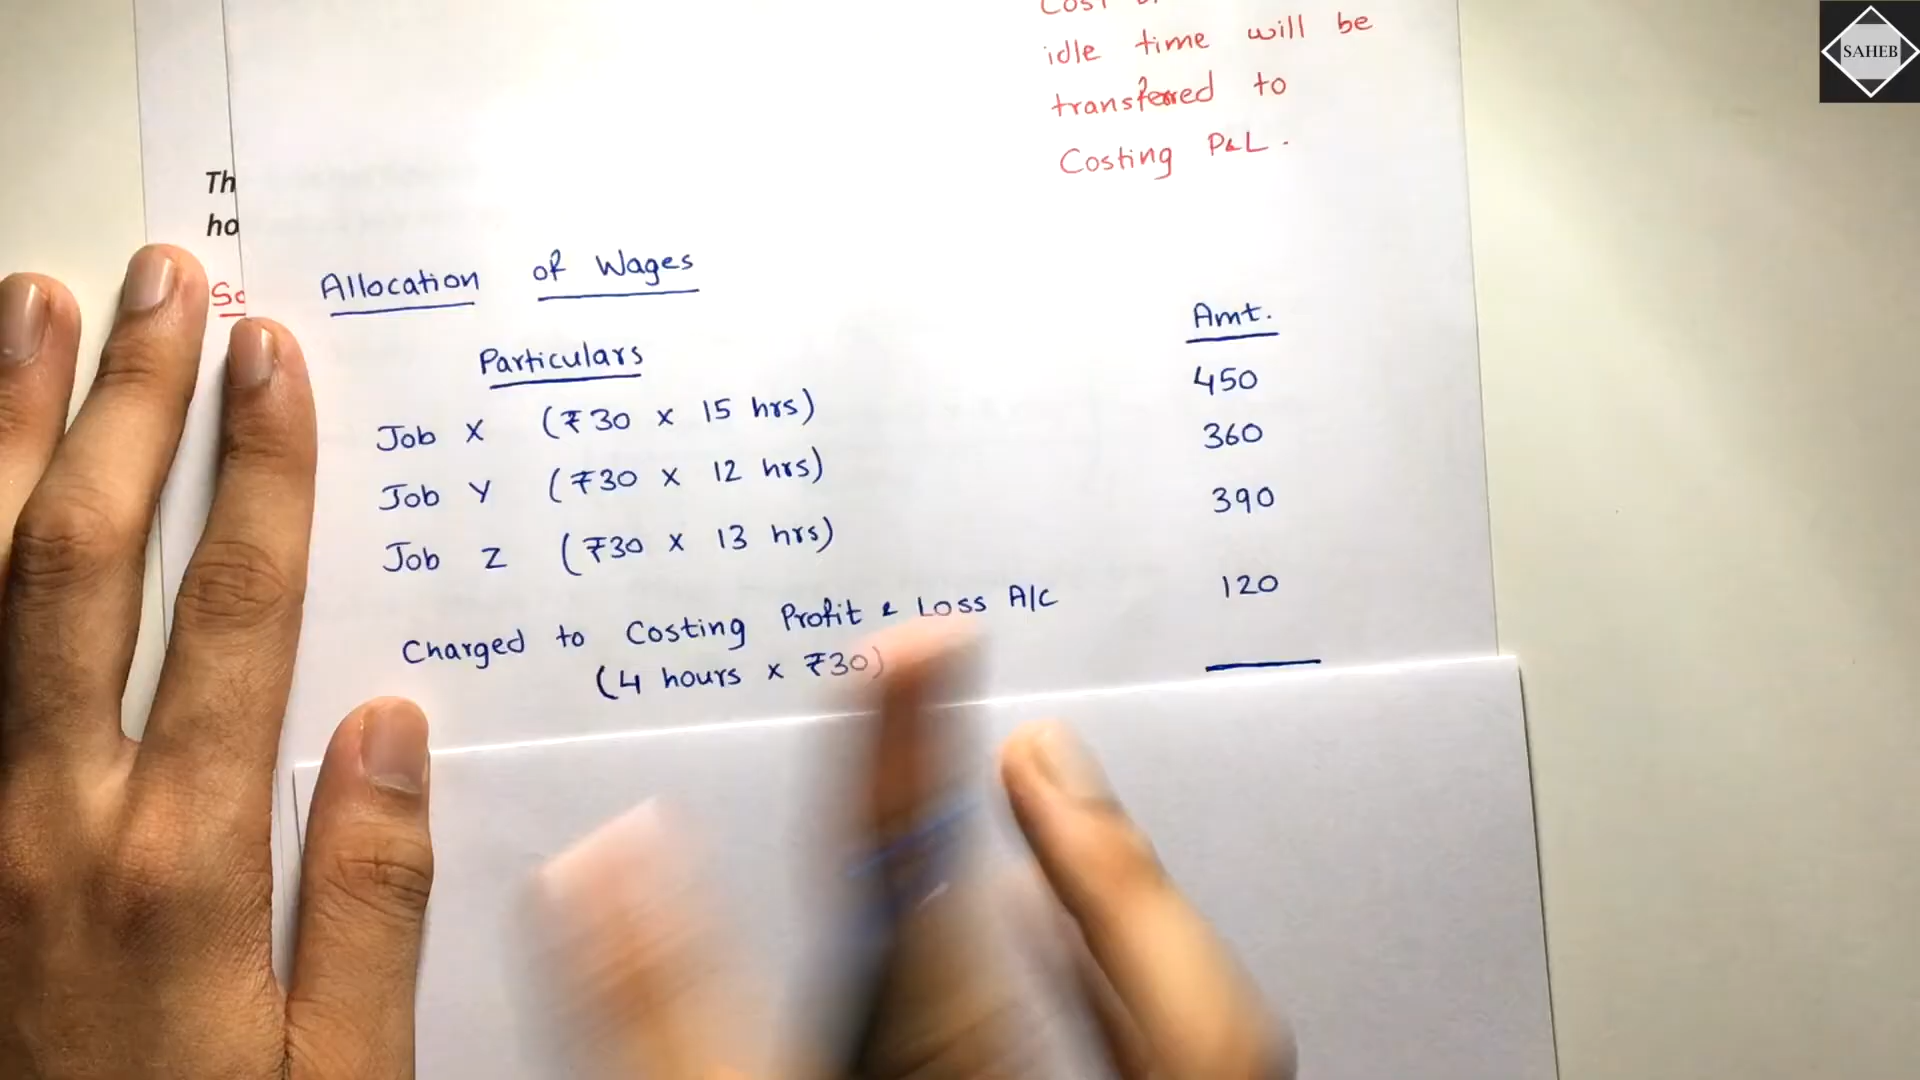 SAHEB
idle time will be
transferred to
Costing P&L.
Th
ho
So
Allocation of Wages
Particulars Amt.
Job X (₹30 x 15 hrs) 450
Job Y (₹30 x 12 hrs) 360
Job Z (₹30 x 13 hrs) 390
Charged to Costing Profit & Loss A/c 120
(4 hours x ₹30)